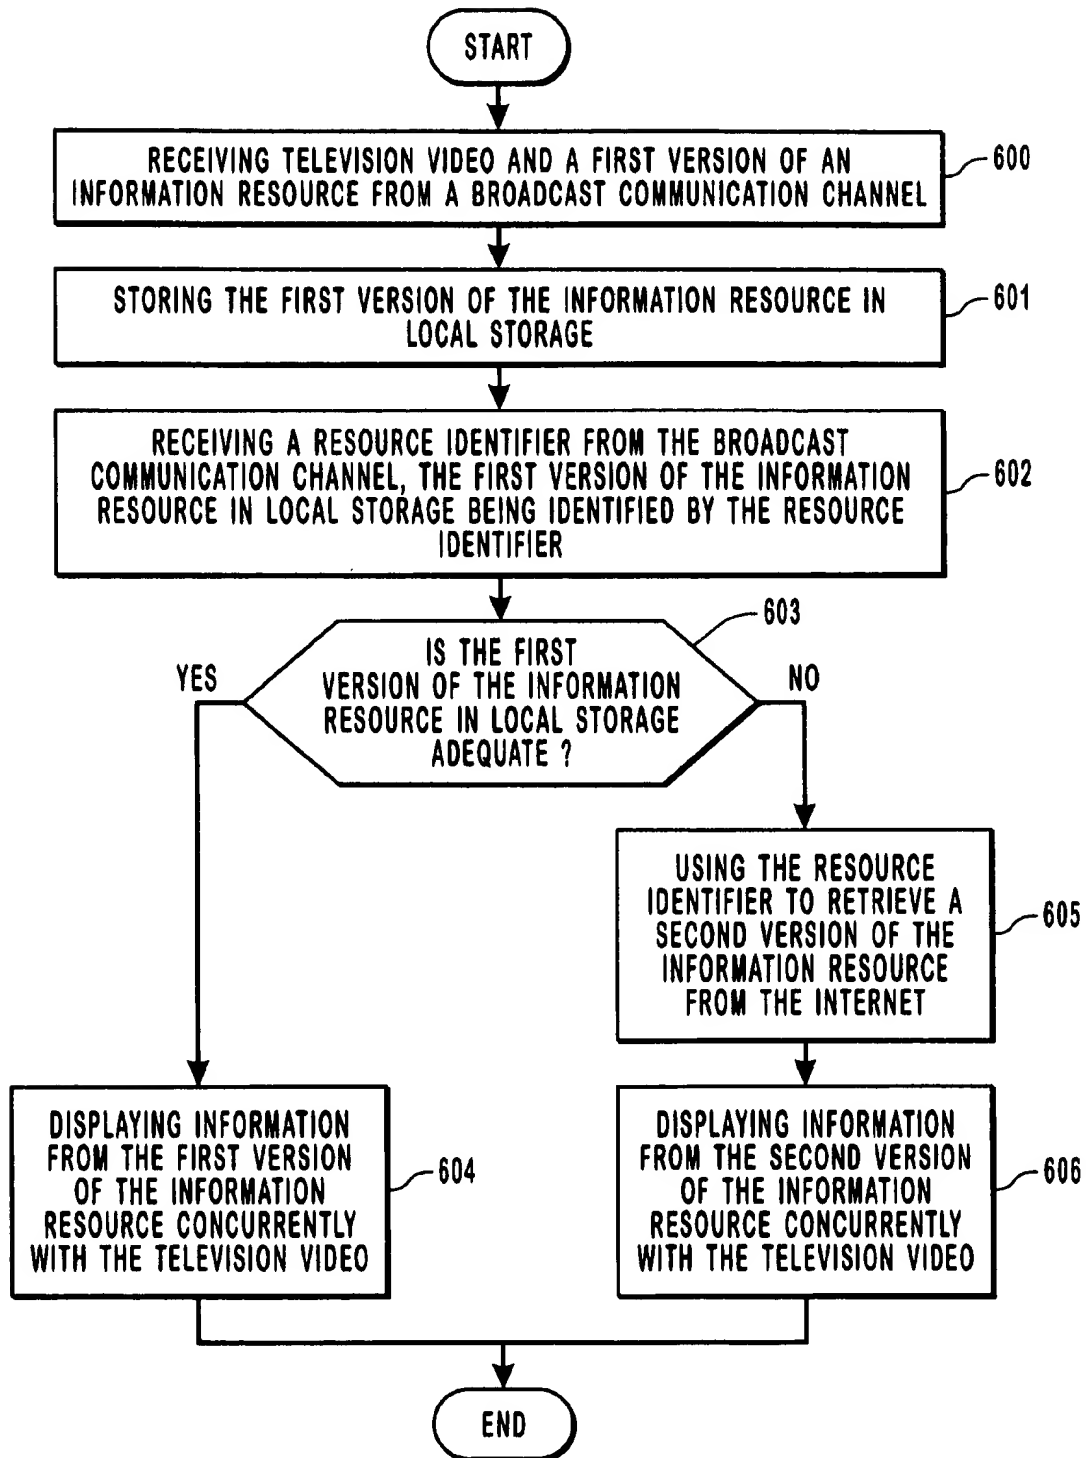 START
RECEIVING TELEVISION VIDEO AND A FIRST VERSION OF AN
INFORMATION RESOURCE FROM A BROADCAST COMMUNICATION CHANNEL
600
STORING THE FIRST VERSION OF THE INFORMATION RESOURCE IN
LOCAL STORAGE
601
RECEIVING A RESOURCE IDENTIFIER FROM THE BROADCAST
COMMUNICATION CHANNEL, THE FIRST VERSION OF THE INFORMATION
RESOURCE IN LOCAL STORAGE BEING IDENTIFIED BY THE RESOURCE
IDENTIFIER
602
603
IS THE FIRST
VERSION OF THE INFORMATION
RESOURCE IN LOCAL STORAGE
ADEQUATE ?
YES
NO
USING THE RESOURCE
IDENTIFIER TO RETRIEVE A
SECOND VERSION OF THE
INFORMATION RESOURCE
FROM THE INTERNET
605
DISPLAYING INFORMATION
FROM THE FIRST VERSION
OF THE INFORMATION
RESOURCE CONCURRENTLY
WITH THE TELEVISION VIDEO
604
DISPLAYING INFORMATION
FROM THE SECOND VERSION
OF THE INFORMATION
RESOURCE CONCURRENTLY
WITH THE TELEVISION VIDEO
606
END